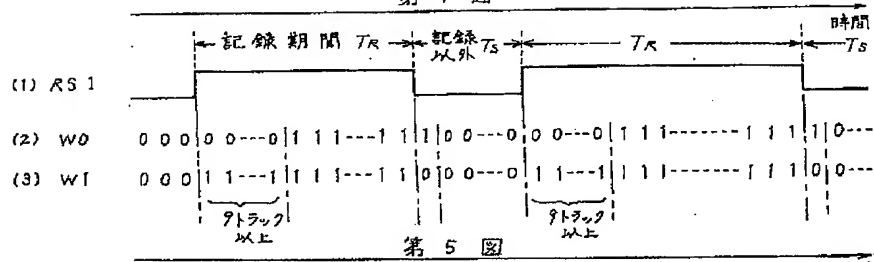 時間
記録期間 TR 記録以外 TS TR TS
(1) RS1
(2) W0 0 0 0 0 0---0 1 1 1---1 1 1 0 0---0 0 0---0 1 1 1-------1 1 1 1 0---
(3) W1 0 0 0 1 1---1 1 1 1---1 1 0 0 0---0 1 1---1 1 1 1-------1 1 1 0 0---
9トラック以上 9トラック以上
第 5 図